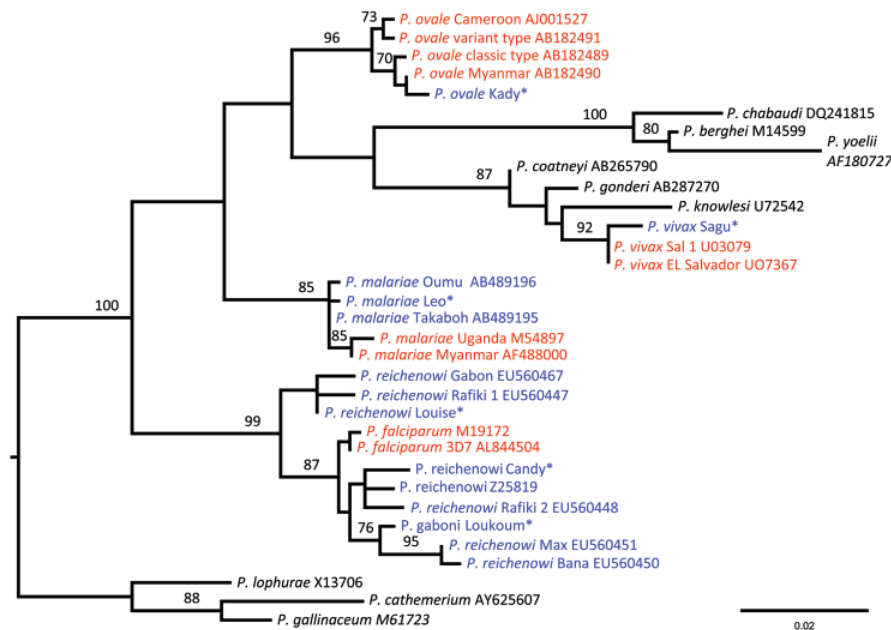 73
P. ovale Cameroon AJ001527
96
P. ovale variant type AB182491
P. ovale classic type AB182489
70
P. ovale Myanmar AB182490
P. ovale Kady*
100
P. chabaudi DQ241815
80
P. berghei M14599
P. yoelii
AF180727
P. coatneyi AB265790
87
P. gonderi AB287270
P. knowlesi U72542
92
P. vivax Sagu*
P. vivax Sal 1 U03079
P. vivax EL Salvador UO7367
P. malariae Oumu AB489196
85
P. malariae Leo*
100
P. malariae Takaboh AB489195
85
P. malariae Uganda M54897
P. malariae Myanmar AF488000
P. reichenowi Gabon EU560467
P. reichenowi Rafiki 1 EU560447
99
P. reichenowi Louise*
P. falciparum M19172
P. falciparum 3D7 AL844504
87
P. reichenowi Candy*
P. reichenowi Z25819
P. reichenowi Rafiki 2 EU560448
76
P. gaboni Loukoum*
95
P. reichenowi Max EU560451
P. reichenowi Bana EU560450
P. lophurae X13706
88
P. cathemerium AY625607
P. gallinaceum M61723
0.02